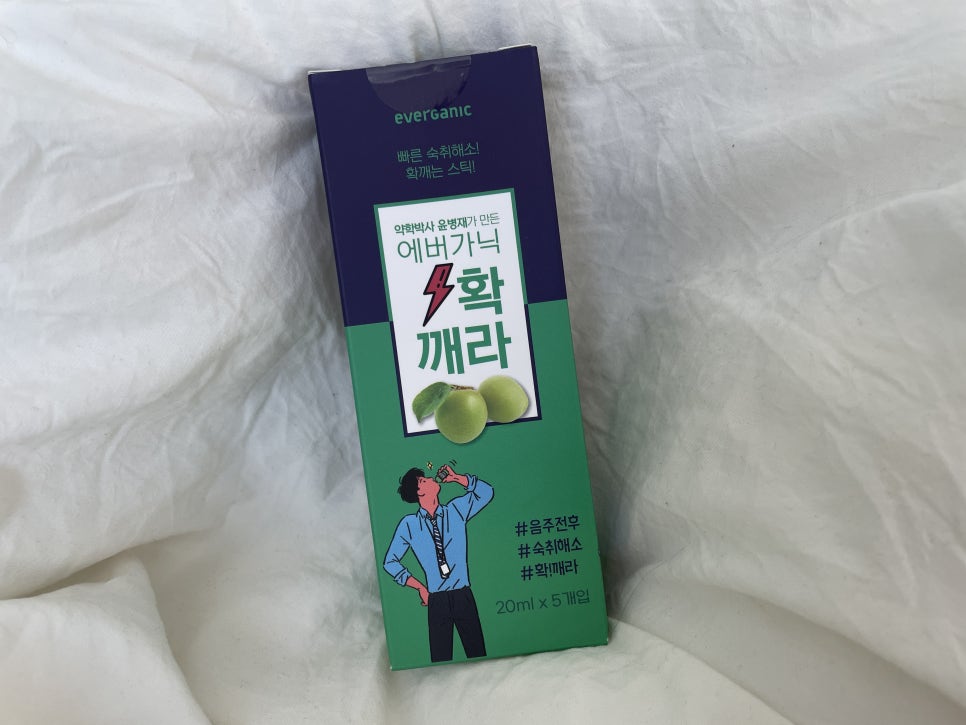 everganic
빠른 숙취해소!
확깨는 스틱!
약학박사 윤병재가 만든
에버가닉
확
깨라
#음주전후
#숙취해소
#확!깨라
20ml x 5개입